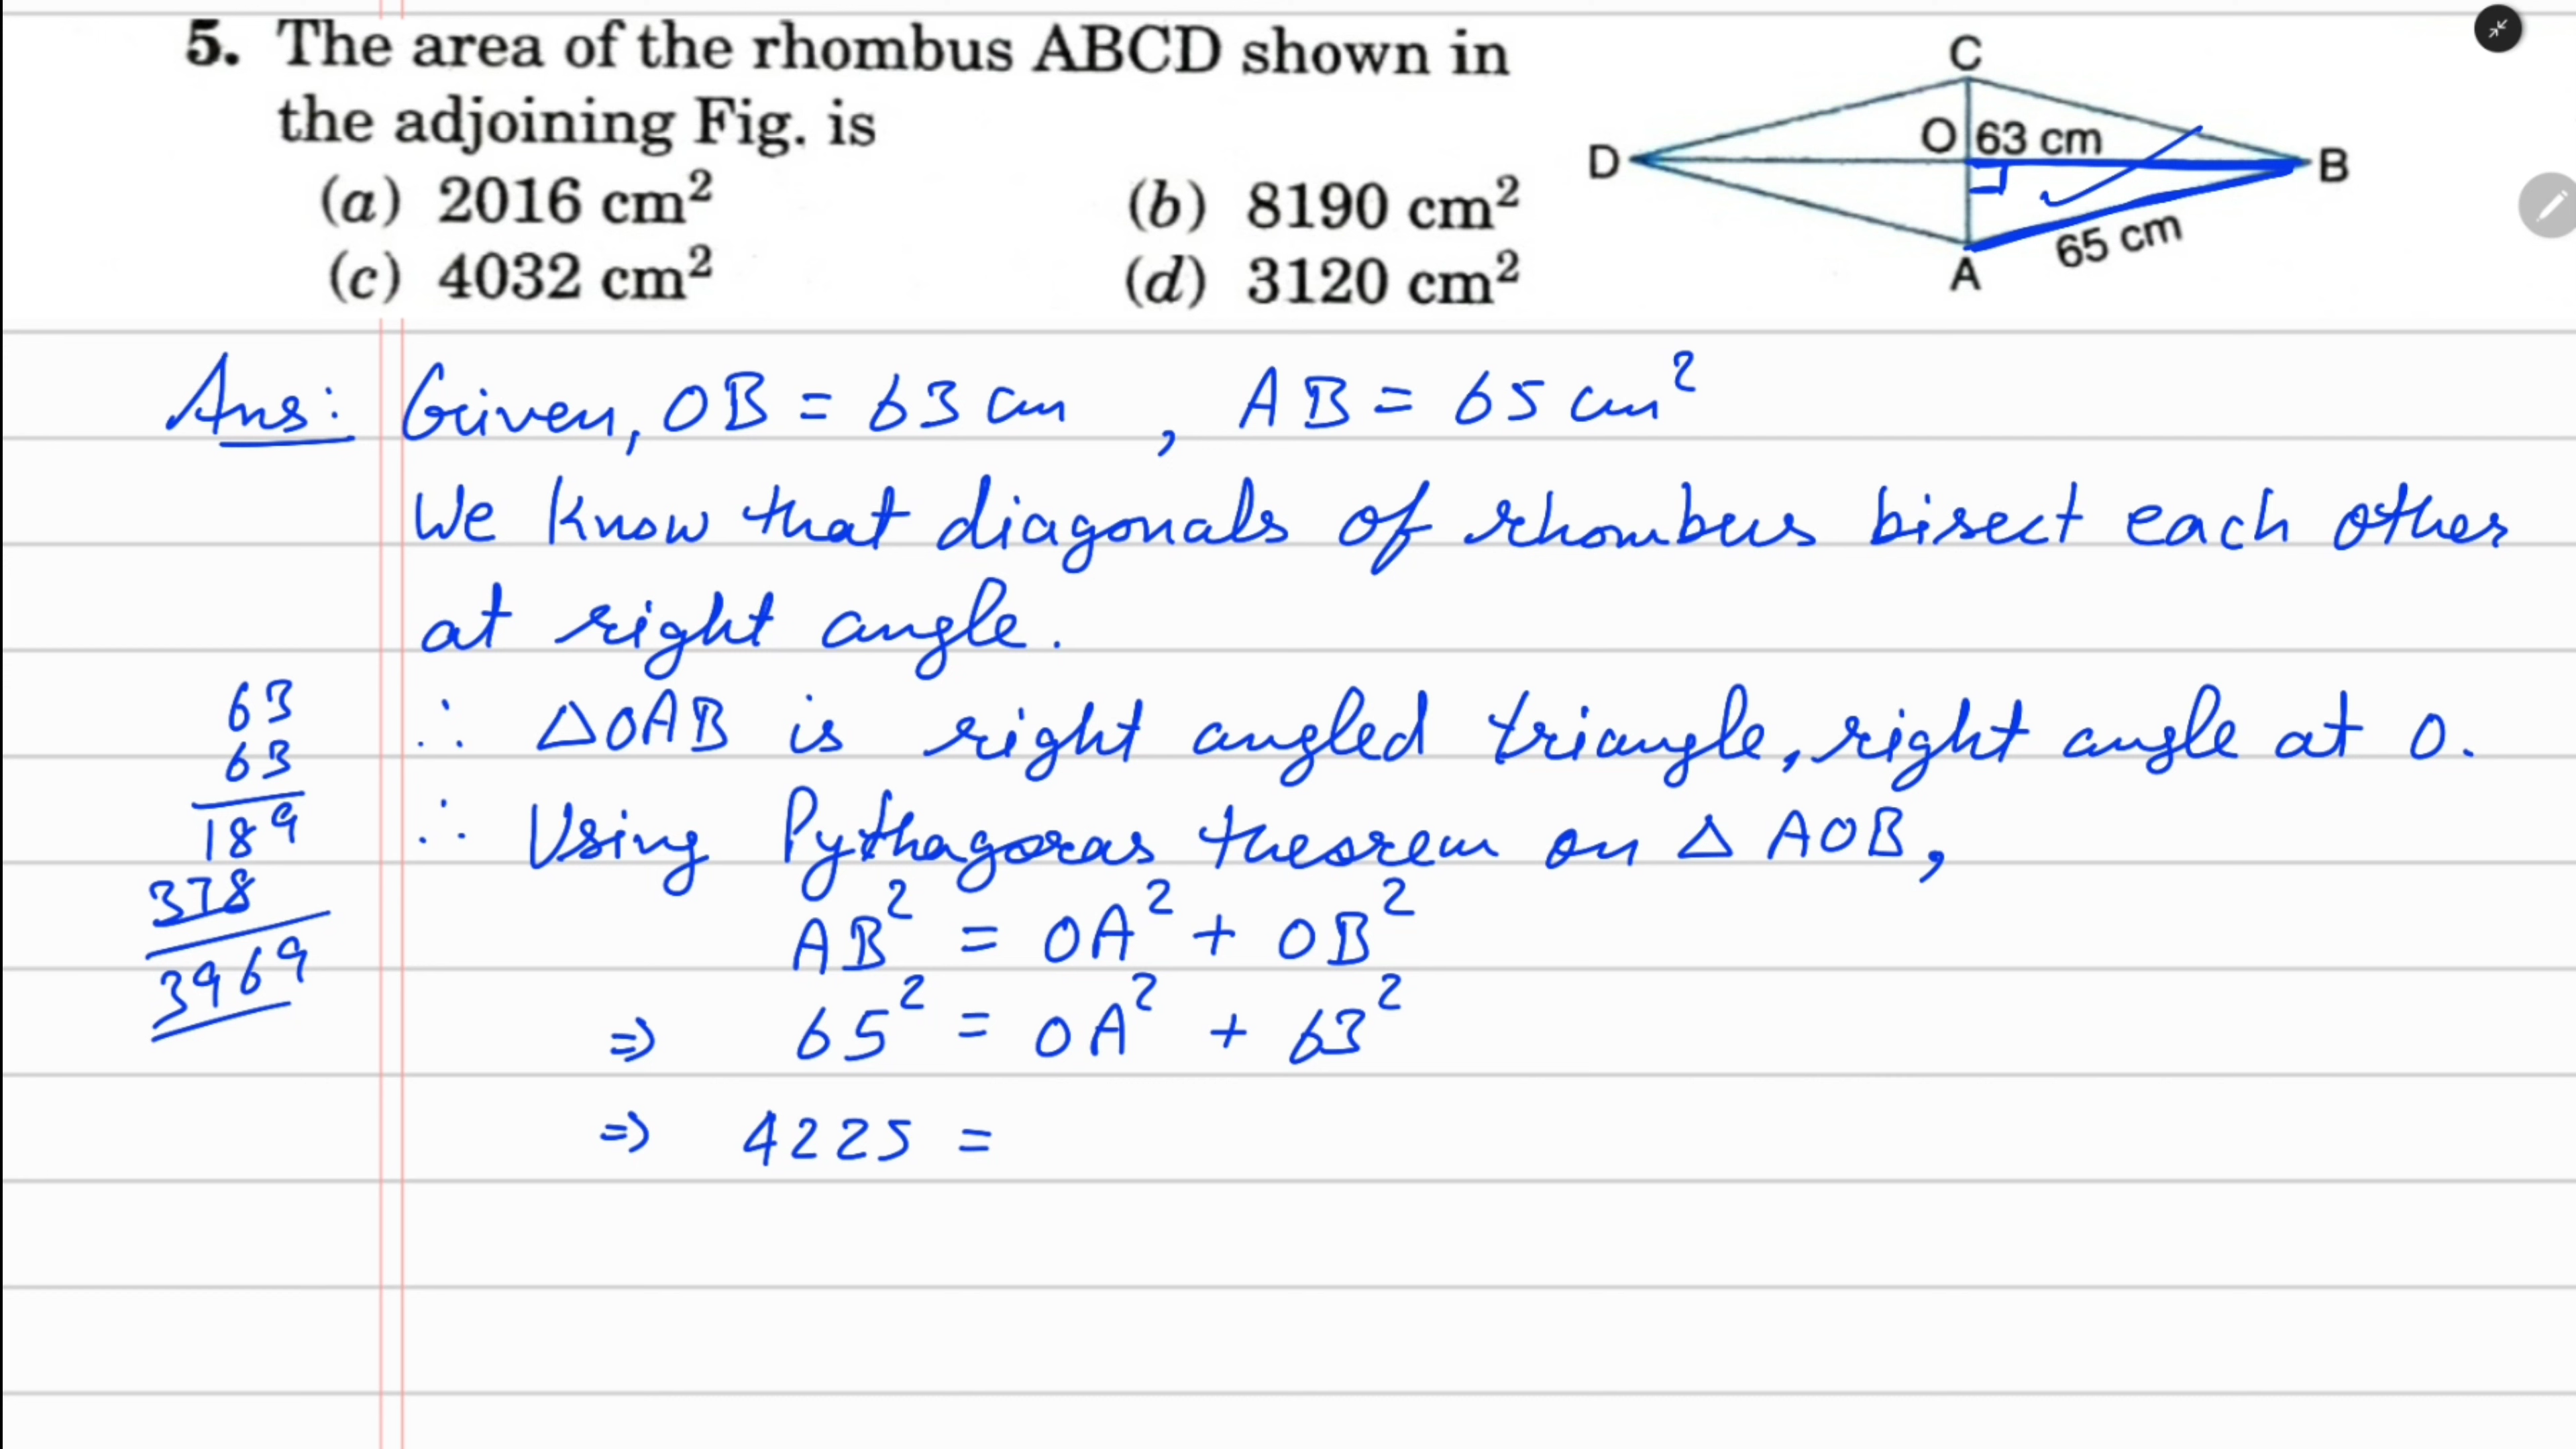 5. The area of the rhombus ABCD shown in
the adjoining Fig. is
(a) 2016 cm²
(b) 8190 cm²
(c) 4032 cm²
(d) 3120 cm²
C
D
O
63 cm
B
65 cm
A
Ans: Given, OB = 63 cm , AB = 65 cm²
We know that diagonals of rhombus bisect each other
at right angle.
∴ △OAB is right angled triangle, right angle at O.
∴ Using Pythagoras theorem on △ AOB,
AB² = OA² + OB²
⇒ 65² = OA² + 63²
⇒ 4225 =
63
63
189
378
3969